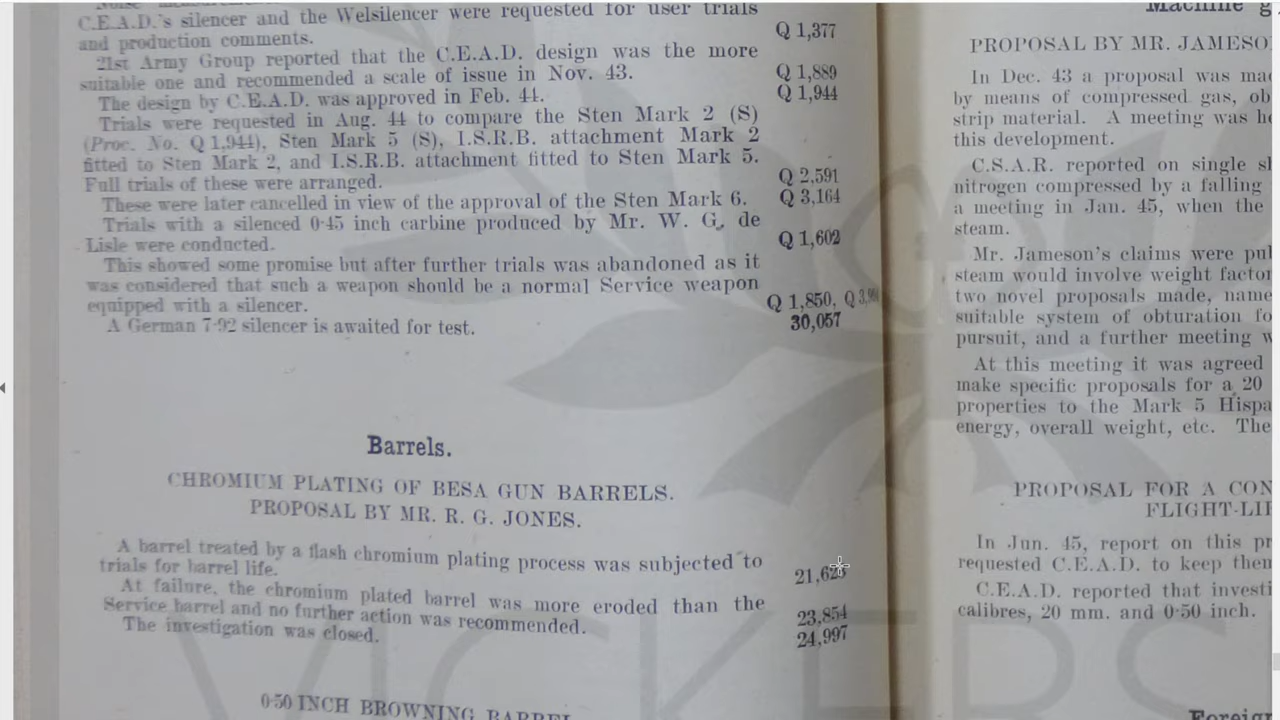 C.E.A.D.'s silencer and the Welsilencer were requested for user trials
and production comments. Q 1,377
21st Army Group reported that the C.E.A.D. design was the more
suitable one and recommended a scale of issue in Nov. 43. Q 1,889
The design by C.E.A.D. was approved in Feb. 44. Q 1,944
Trials were requested in Aug. 44 to compare the Sten Mark 2 (S)
(Proc. No. Q 1,944), Sten Mark 5 (S), I.S.R.B. attachment Mark 2
fitted to Sten Mark 2, and I.S.R.B. attachment fitted to Sten Mark 5.
Full trials of these were arranged. Q 2,591
These were later cancelled in view of the approval of the Sten Mark 6. Q 3,164
Trials with a silenced 0·45 inch carbine produced by Mr. W. G. de
Lisle were conducted. Q 1,602
This showed some promise but after further trials was abandoned as it
was considered that such a weapon should be a normal Service weapon
equipped with a silencer. Q 1,850, Q
A German 7·92 silencer is awaited for test. 30,057
Barrels.
CHROMIUM PLATING OF BESA GUN BARRELS.
PROPOSAL BY MR. R. G. JONES.
A barrel treated by a flash chromium plating process was subjected to
trials for barrel life.
At failure, the chromium plated barrel was more eroded than the
Service barrel and no further action was recommended. 23,854
The investigation was closed. 24,997
0·50 INCH BROWNING
PROPOSAL BY MR.
In Dec. 43 a proposal was
by means of compressed gas,
strip material. A meeting was
this development.
C.S.A.R. reported on single
nitrogen compressed by a falling
a meeting in Jan. 45, when the
steam.
Mr. Jameson's claims were
steam would involve weight
two novel proposals made,
suitable system of obturation
pursuit, and a further meeting
At this meeting it was agreed
make specific proposals for a 20
properties to the Mark 5
energy, overall weight, etc. The
PROPOSAL FOR A
In Jun. 45, report on this
requested C.E.A.D. to keep
C.E.A.D. reported that
calibres, 20 mm. and 0·50 inch.
VICKERS